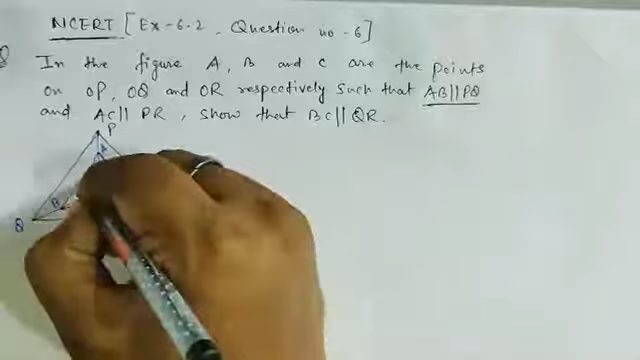 NCERT [Ex-6.2, Question no-6]
Q In the figure A, B and C are the points
on OP, OQ and OR respectively such that AB||PQ
and AC|| PR, show that BC||QR.
P
A
B
Q